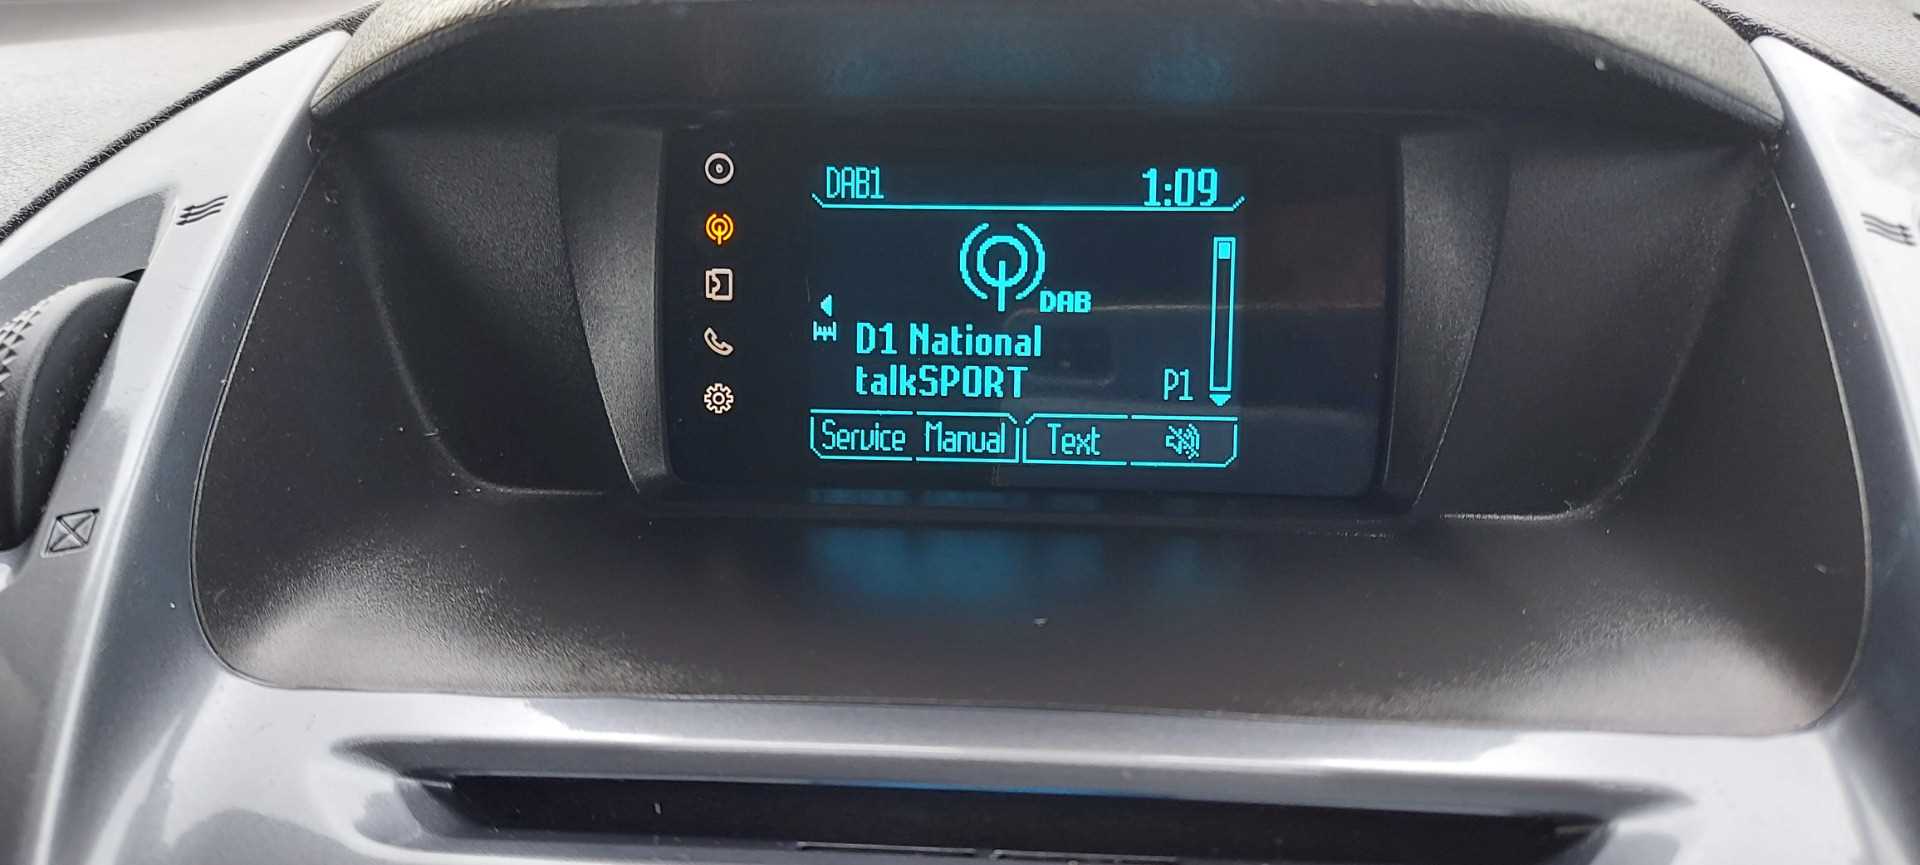 DAB1 1:09
DAB
D1 National
talkSPORT P1
Service Manual Text